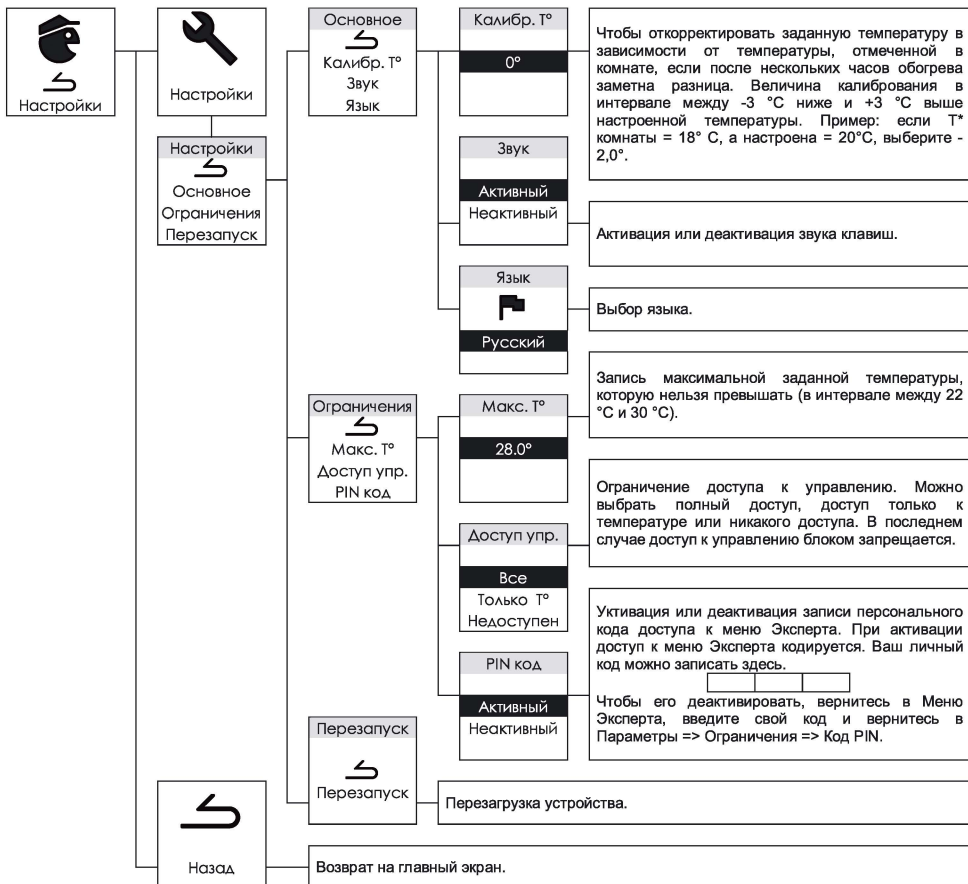 Настройки
Настройки
Настройки
Основное
Ограничения
Перезапуск
Основное
Калибр. T°
Звук
Язык
Калибр. T°
0°
Чтобы откорректировать заданную температуру в
зависимости от температуры, отмеченной в
комнате, если после нескольких часов обогрева
заметна разница. Величина калибрования в
интервале между -3 °C ниже и +3 °C выше
настроенной температуры. Пример: если T*
комнаты = 18° C, а настроена = 20°C, выберите -
2,0°.
Звук
Активный
Неактивный
Активация или деактивация звука клавиш.
Язык
Русский
Выбор языка.
Ограничения
Макс. T°
Доступ упр.
PIN код
Макс. T°
28.0°
Запись максимальной заданной температуры,
которую нельзя превышать (в интервале между 22
°C и 30 °C).
Доступ упр.
Все
Только T°
Недоступен
Ограничение доступа к управлению. Можно
выбрать полный доступ, доступ только к
температуре или никакого доступа. В последнем
случае доступ к управлению блоком запрещается.
PIN код
Активный
Неактивный
Уктивация или деактивация записи персонального
кода доступа к меню Эксперта. При активации
доступ к меню Эксперта кодируется. Ваш личный
код можно записать здесь.
Чтобы его деактивировать, вернитесь в Меню
Эксперта, введите свой код и вернитесь в
Параметры => Ограничения => Код PIN.
Перезапуск
Перезапуск
Перезагрузка устройства.
Назад
Возврат на главный экран.